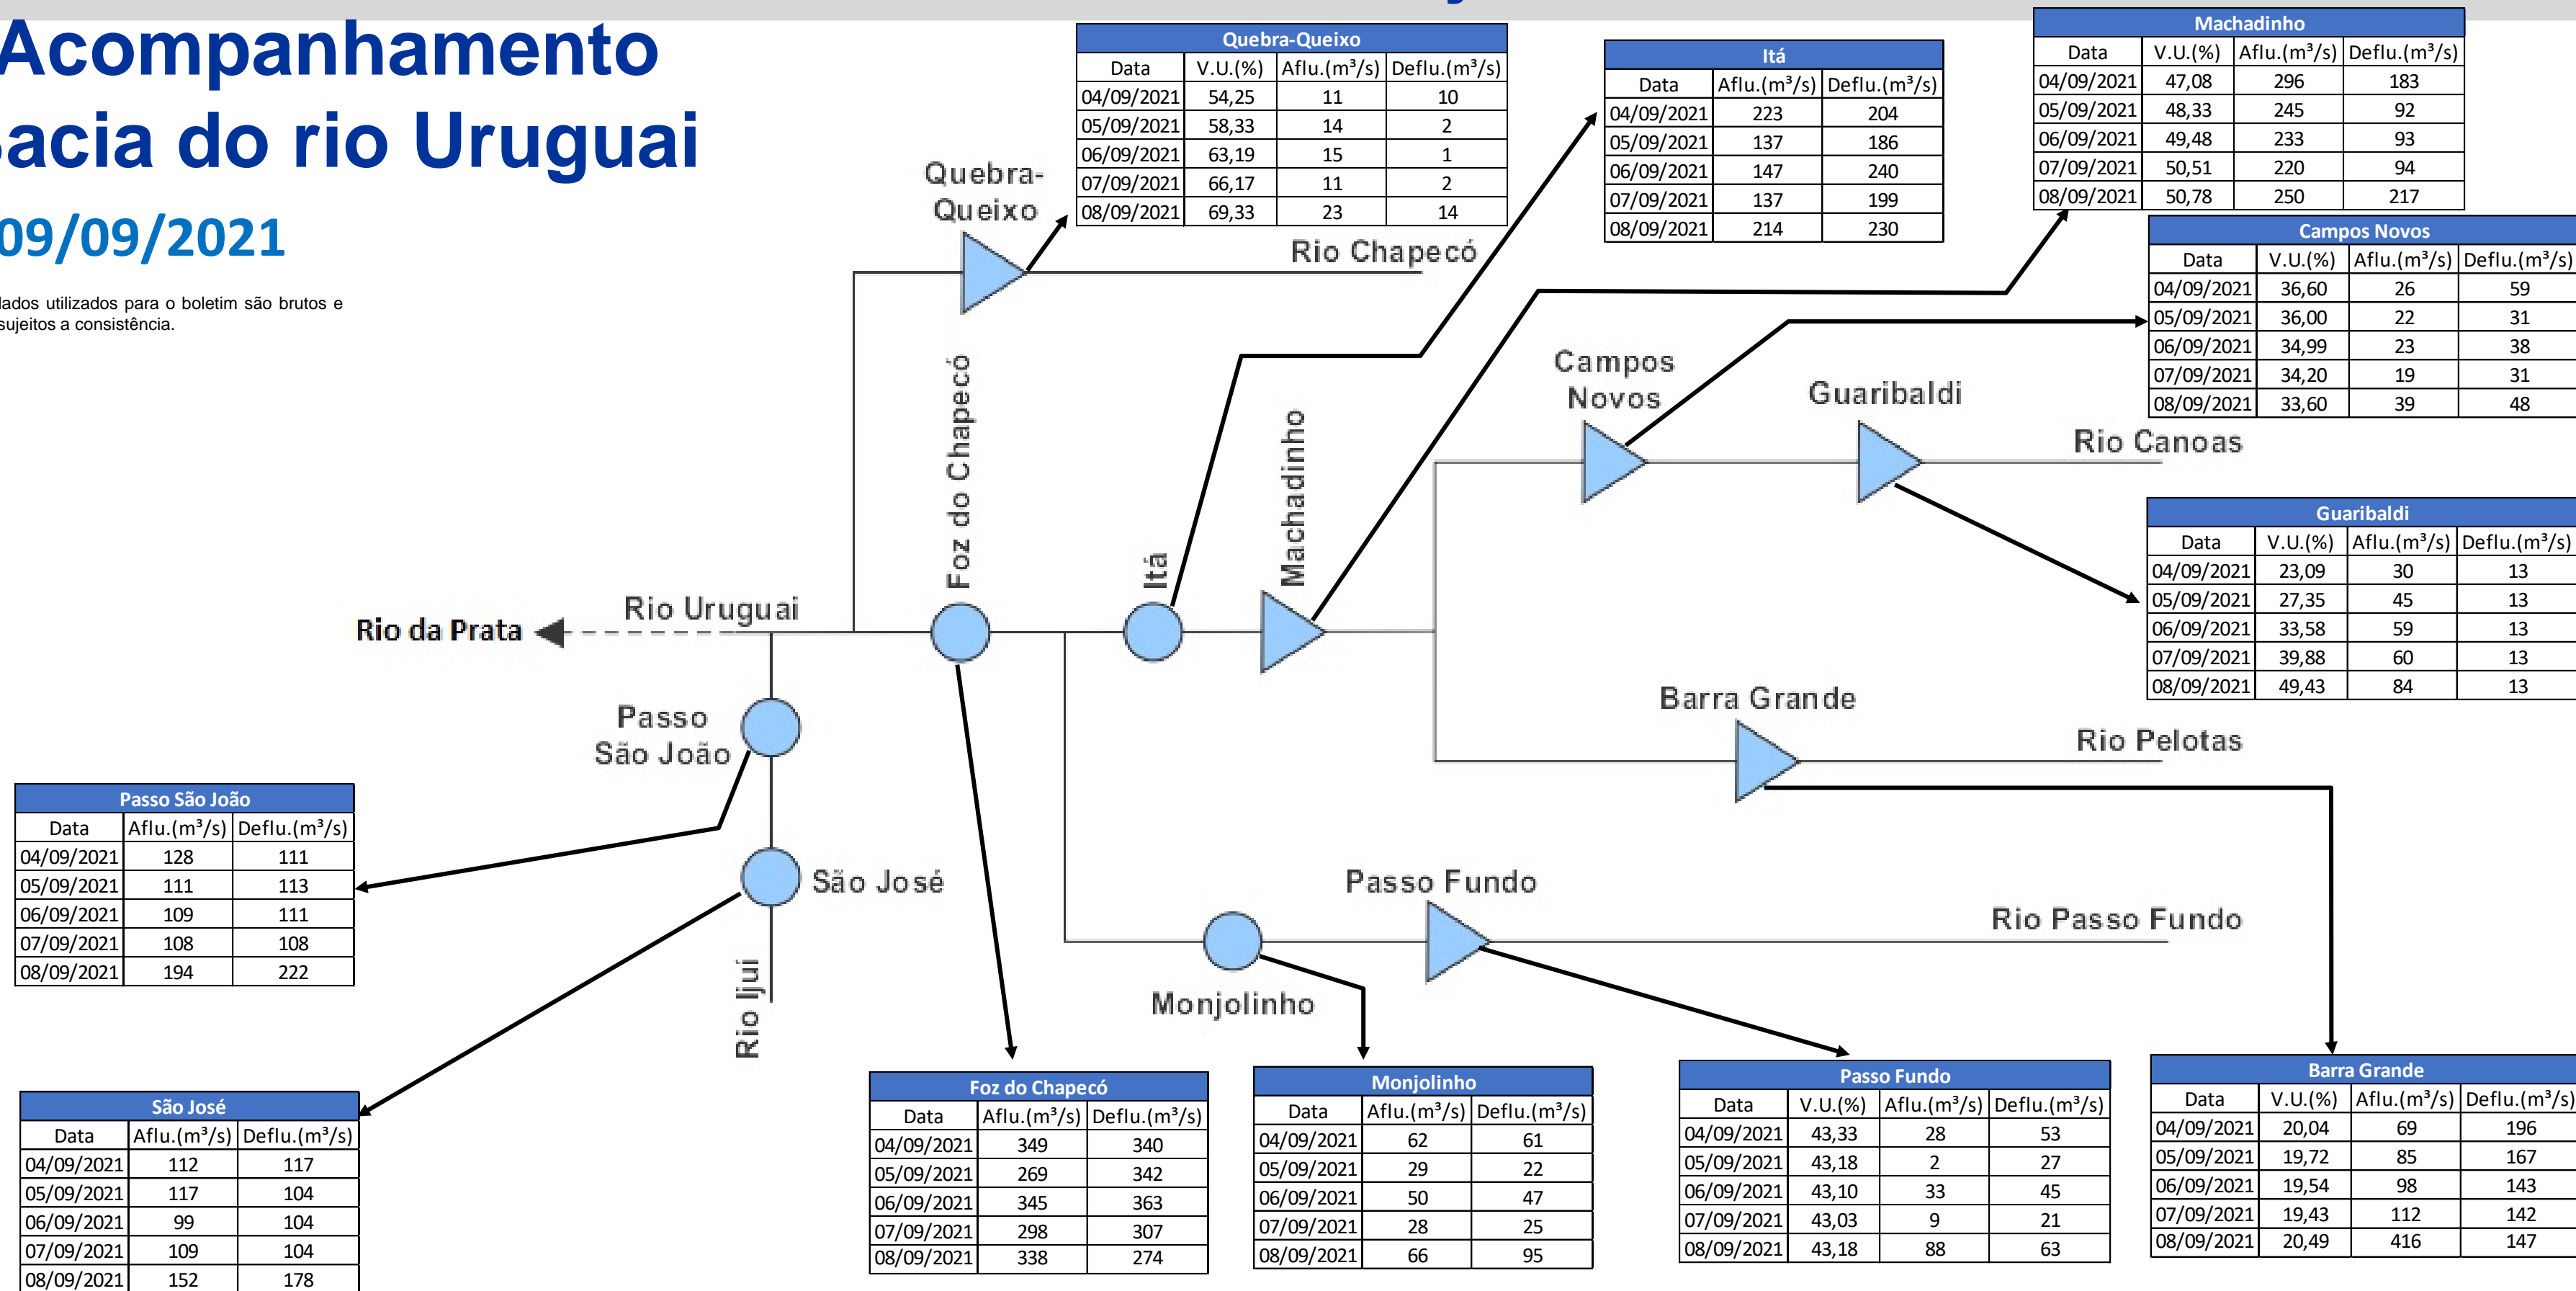 Acompanhamento
Bacia do rio Uruguai
09/09/2021
dados utilizados para o boletim são brutos e
sujeitos a consistência.
Quebra-Queixo
Data V.U.(%) Aflu.(m³/s) Deflu.(m³/s)
04/09/2021 54,25 11 10
05/09/2021 58,33 14 2
06/09/2021 63,19 15 1
07/09/2021 66,17 11 2
08/09/2021 69,33 23 14
Itá
Data Aflu.(m³/s) Deflu.(m³/s)
04/09/2021 223 204
05/09/2021 137 186
06/09/2021 147 240
07/09/2021 137 199
08/09/2021 214 230
Machadinho
Data V.U.(%) Aflu.(m³/s) Deflu.(m³/s)
04/09/2021 47,08 296 183
05/09/2021 48,33 245 92
06/09/2021 49,48 233 93
07/09/2021 50,51 220 94
08/09/2021 50,78 250 217
Campos Novos
Data V.U.(%) Aflu.(m³/s) Deflu.(m³/s)
04/09/2021 36,60 26 59
05/09/2021 36,00 22 31
06/09/2021 34,99 23 38
07/09/2021 34,20 19 31
08/09/2021 33,60 39 48
Quebra-
Queixo
Rio Chapecó
Foz do Chapecó
Itá
Machadinho
Campos
Novos
Guaribaldi
Rio Canoas
Guaribaldi
Data V.U.(%) Aflu.(m³/s) Deflu.(m³/s)
04/09/2021 23,09 30 13
05/09/2021 27,35 45 13
06/09/2021 33,58 59 13
07/09/2021 39,88 60 13
08/09/2021 49,43 84 13
Rio da Prata
Rio Uruguai
Barra Grande
Rio Pelotas
Passo
São João
São José
Rio Ijuí
Passo Fundo
Rio Passo Fundo
Monjolinho
Passo São João
Data Aflu.(m³/s) Deflu.(m³/s)
04/09/2021 128 111
05/09/2021 111 113
06/09/2021 109 111
07/09/2021 108 108
08/09/2021 194 222
São José
Data Aflu.(m³/s) Deflu.(m³/s)
04/09/2021 112 117
05/09/2021 117 104
06/09/2021 99 104
07/09/2021 109 104
08/09/2021 152 178
Foz do Chapecó
Data Aflu.(m³/s) Deflu.(m³/s)
04/09/2021 349 340
05/09/2021 269 342
06/09/2021 345 363
07/09/2021 298 307
08/09/2021 338 274
Monjolinho
Data Aflu.(m³/s) Deflu.(m³/s)
04/09/2021 62 61
05/09/2021 29 22
06/09/2021 50 47
07/09/2021 28 25
08/09/2021 66 95
Passo Fundo
Data V.U.(%) Aflu.(m³/s) Deflu.(m³/s)
04/09/2021 43,33 28 53
05/09/2021 43,18 2 27
06/09/2021 43,10 33 45
07/09/2021 43,03 9 21
08/09/2021 43,18 88 63
Barra Grande
Data V.U.(%) Aflu.(m³/s) Deflu.(m³/s)
04/09/2021 20,04 69 196
05/09/2021 19,72 85 167
06/09/2021 19,54 98 143
07/09/2021 19,43 112 142
08/09/2021 20,49 416 147